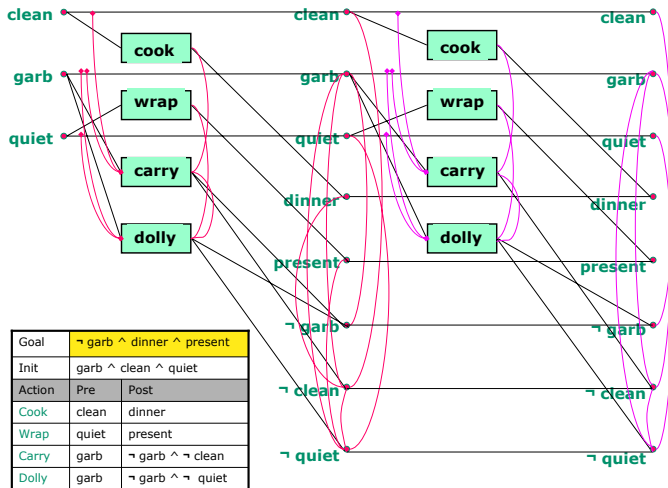 clean clean clean
cook cook
garb garb garb
wrap wrap
quiet quiet quiet
carry carry
dinner dinner
dolly dolly
present present
¬ garb ¬ garb
¬ clean ¬ clean
¬ quiet ¬ quiet
Goal ¬ garb ^ dinner ^ present
Init garb ^ clean ^ quiet
Action Pre Post
Cook clean dinner
Wrap quiet present
Carry garb ¬ garb ^ ¬ clean
Dolly garb ¬ garb ^ ¬ quiet